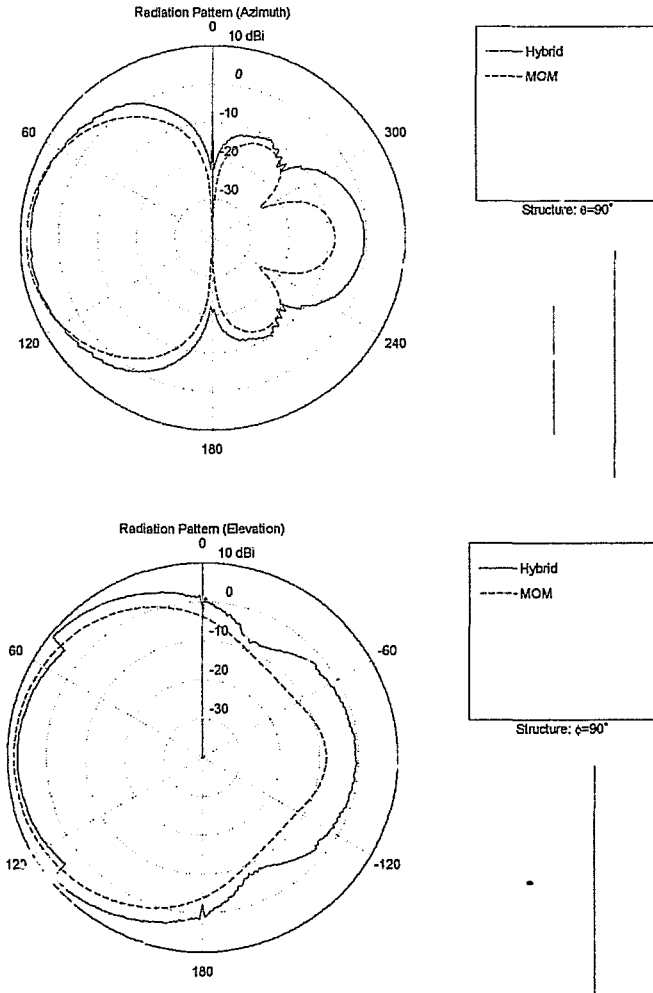 Radiation Pattern (Azimuth)
0
10 dBi
0
-10
-20
-30
60
300
120
240
180
Hybrid
MOM
Structure: θ=90°
Radiation Pattern (Elevation)
0
10 dBi
0
-10
-20
-30
60
-60
120
-120
180
Hybrid
MOM
Structure: ϕ=90°